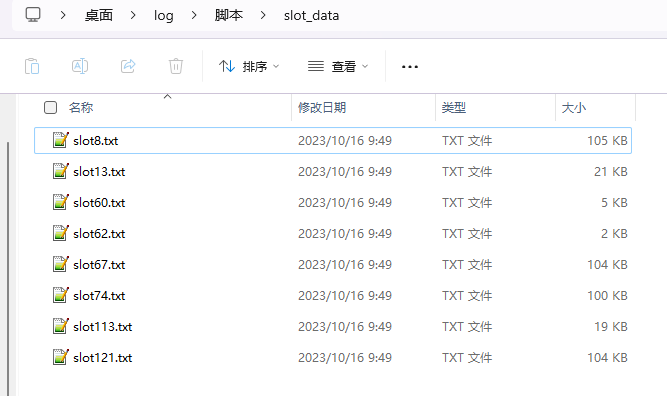 桌面 > log > 脚本 > slot_data
排序 查看 ...
名称 修改日期 类型 大小
slot8.txt 2023/10/16 9:49 TXT 文件 105 KB
slot13.txt 2023/10/16 9:49 TXT 文件 21 KB
slot60.txt 2023/10/16 9:49 TXT 文件 5 KB
slot62.txt 2023/10/16 9:49 TXT 文件 2 KB
slot67.txt 2023/10/16 9:49 TXT 文件 104 KB
slot74.txt 2023/10/16 9:49 TXT 文件 100 KB
slot113.txt 2023/10/16 9:49 TXT 文件 19 KB
slot121.txt 2023/10/16 9:49 TXT 文件 104 KB